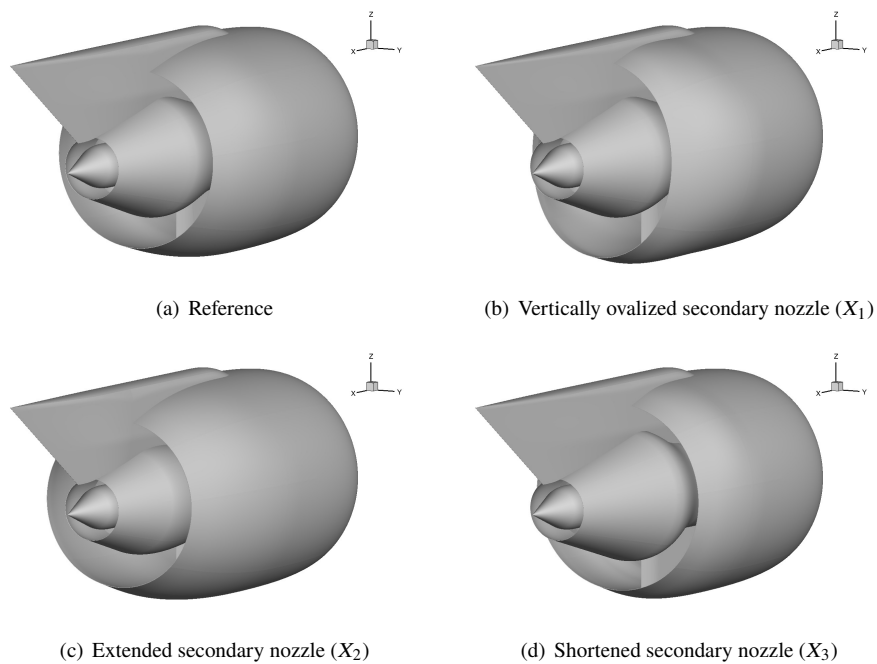 Z
X Y
Z
X Y
(a) Reference
(b) Vertically ovalized secondary nozzle (X1)
Z
X Y
Z
X Y
(c) Extended secondary nozzle (X2)
(d) Shortened secondary nozzle (X3)